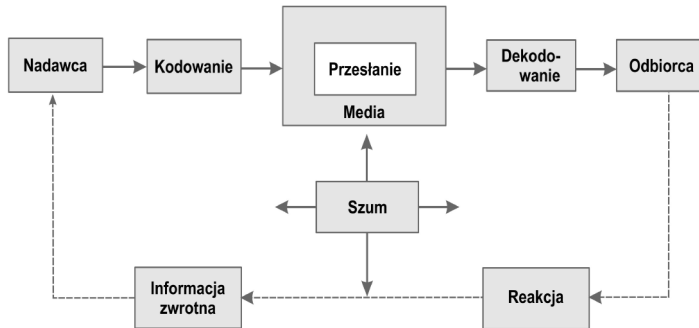 Nadawca
Kodowanie
Przesłanie
Media
Dekodo-
wanie
Odbiorca
Szum
Informacja
zwrotna
Reakcja